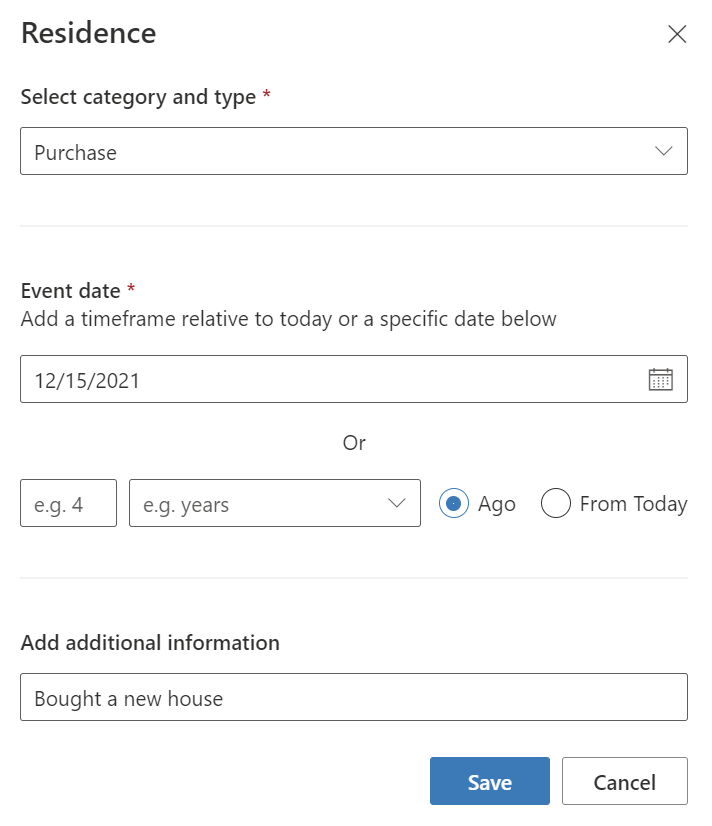 Residence
Select category and type *
Purchase
Event date *
Add a timeframe relative to today or a specific date below
12/15/2021
Or
e.g. 4 e.g. years Ago From Today
Add additional information
Bought a new house
Save Cancel